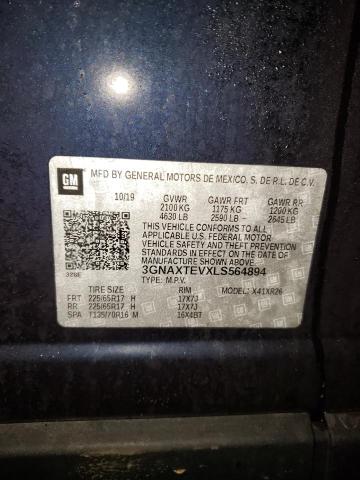 GM
MFD BY GENERAL MOTORS DE MEXICO, S. DE R.L. DE C.V.
10/19 GVWR GAWR FRT GAWR RR
2100 KG 1175 KG 1200 KG
4630 LB 2590 LB 2645 LB
THIS VEHICLE CONFORMS TO ALL
APPLICABLE U.S. FEDERAL MOTOR VEHICLE
SAFETY AND THEFT PREVENTION STANDARDS
IN EFFECT ON THE DATE OF MANUFACTURE
SHOWN ABOVE.
3GNAXTEVXLS564894
TYPE: M.P.V.
TIRE SIZE RIM MODEL: X41XR26
FRT 225/65R17 H 17X7J
RR 225/65R17 H 17X7J
SPA T135/70R16 M 16X4BT